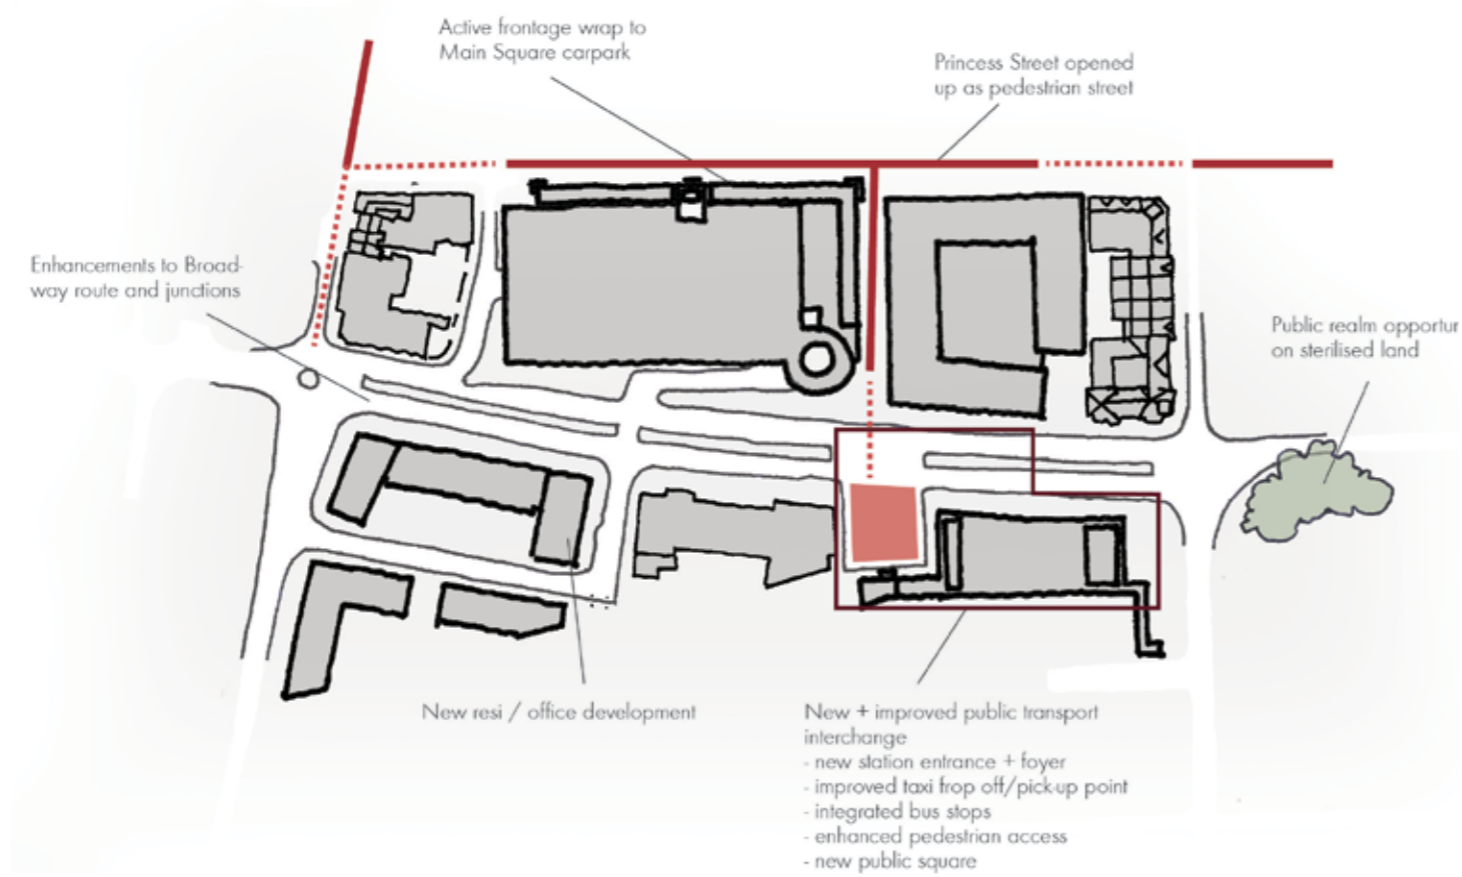 Active frontage wrap to
Main Square carpark
Princess Street opened
up as pedestrian street
Enhancements to Broad-
way route and junctions
Public realm opportur
on sterilised land
New resi / office development
New + improved public transport
interchange
- new station entrance + foyer
- improved taxi frop off/pick-up point
- integrated bus stops
- enhanced pedestrian access
- new public square